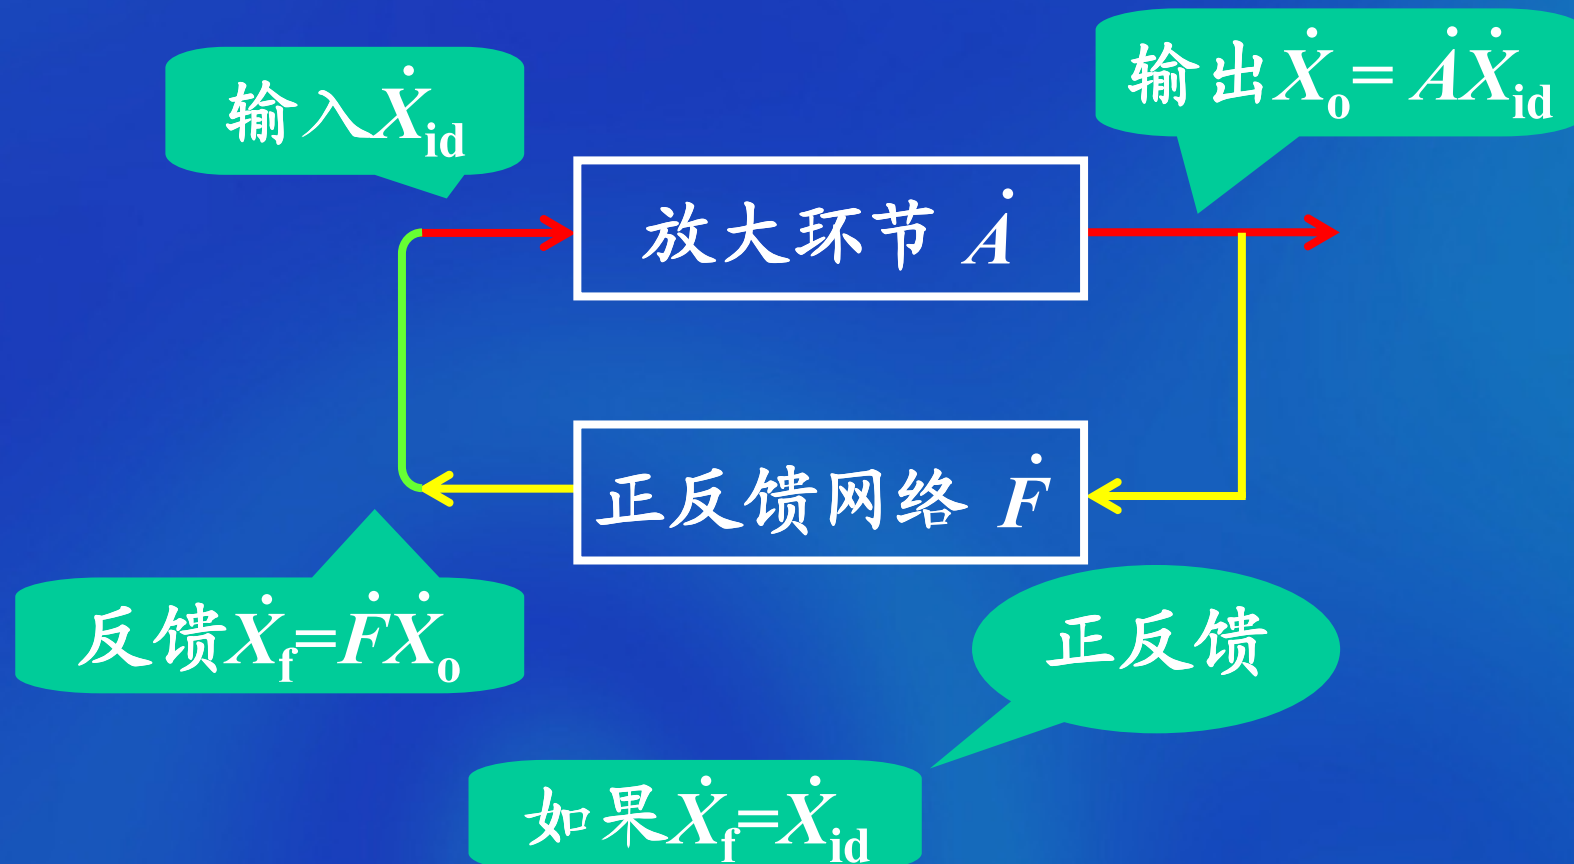 输入Ẋid
输出Ẋo= ȦẊid
放大环节 Ȧ
正反馈网络 Ḟ
反馈Ẋf=ḞẊo
正反馈
如果Ẋf=Ẋid